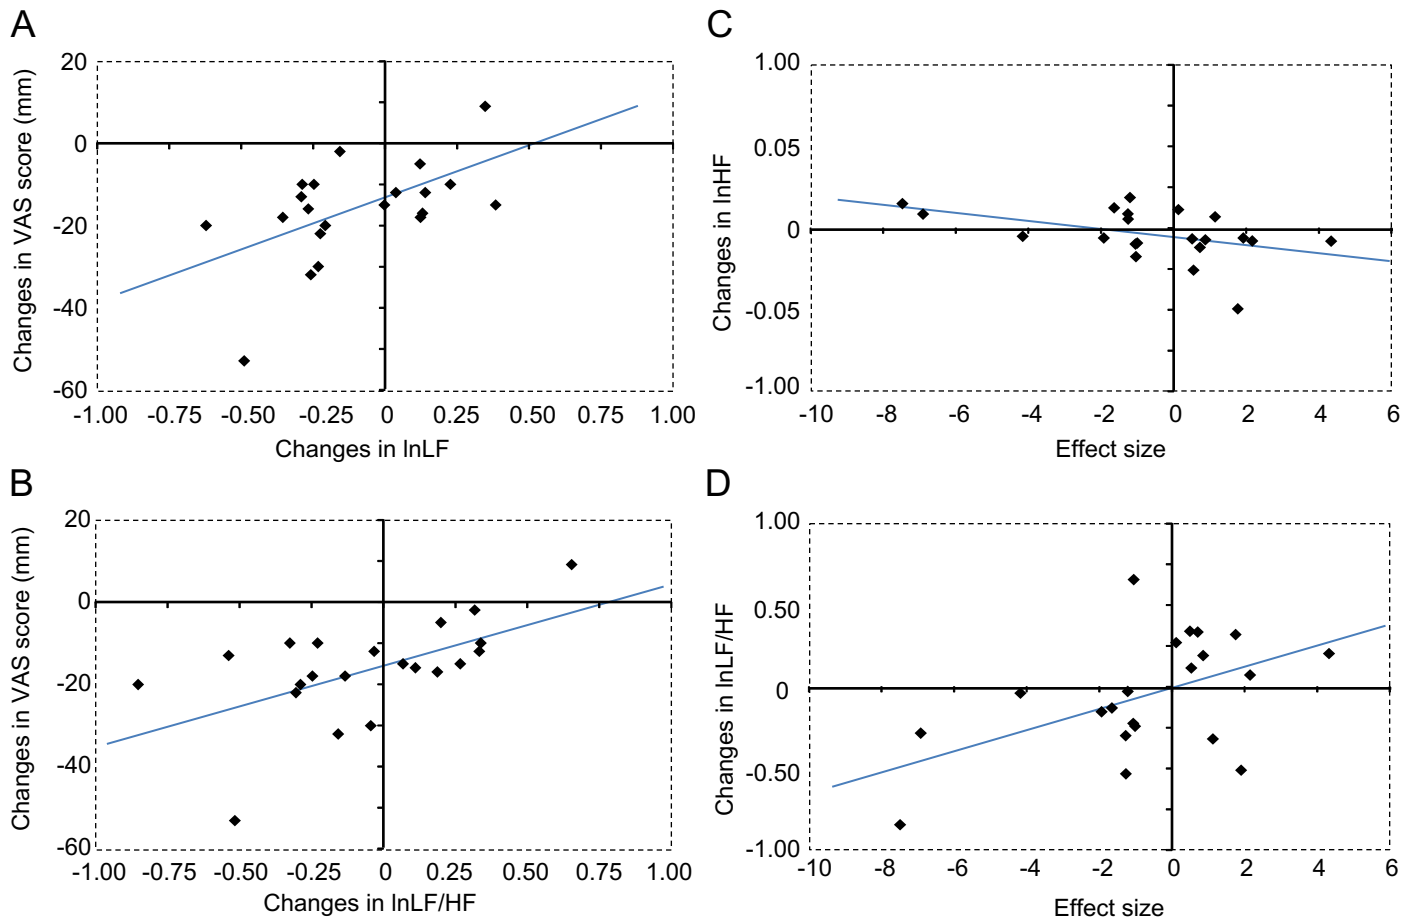 A
Changes in VAS score (mm)
20
0
-20
-40
-60
-1.00 -0.75 -0.50 -0.25 0 0.25 0.50 0.75 1.00
Changes in lnLF
B
Changes in VAS score (mm)
20
0
-20
-40
-60
-1.00 -0.75 -0.50 -0.25 0 0.25 0.50 0.75 1.00
Changes in lnLF/HF
C
Changes in lnHF
1.00
0.05
0
-0.05
-1.00
-10 -8 -6 -4 -2 0 2 4 6
Effect size
D
Changes in lnLF/HF
1.00
0.50
0
-0.50
-1.00
-10 -8 -6 -4 -2 0 2 4 6
Effect size